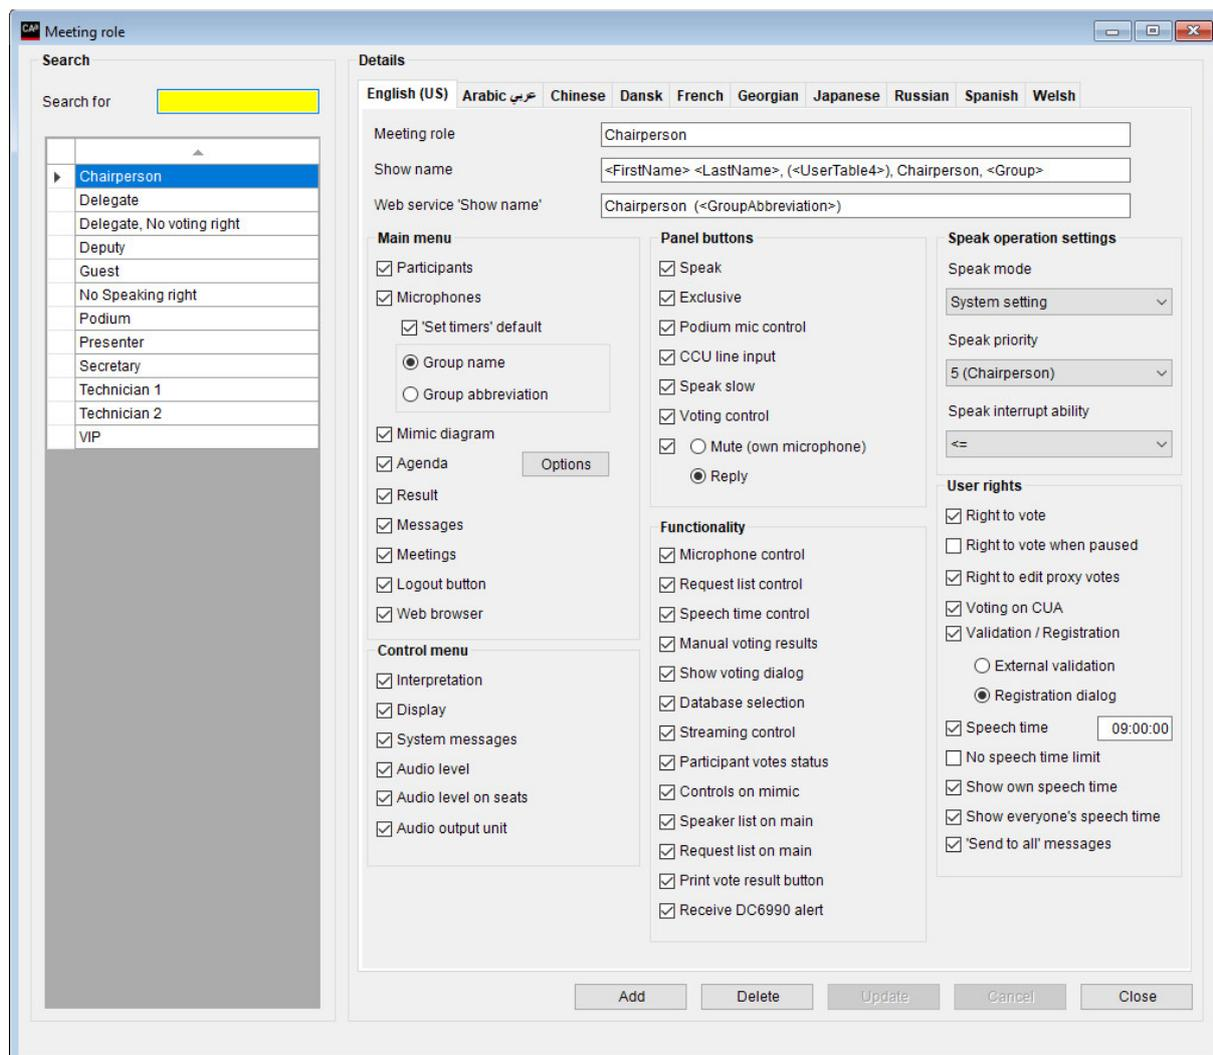 CAP Meeting role
Search
Search for
Chairperson
Delegate
Delegate, No voting right
Deputy
Guest
No Speaking right
Podium
Presenter
Secretary
Technician 1
Technician 2
VIP
Details
English (US) Arabic عربي Chinese Dansk French Georgian Japanese Russian Spanish Welsh
Meeting role Chairperson
Show name <FirstName> <LastName>, (<UserTable4>), Chairperson, <Group>
Web service 'Show name' Chairperson (<GroupAbbreviation>)
Main menu
Participants
Microphones
'Set timers' default
Group name
Group abbreviation
Mimic diagram
Agenda Options
Result
Messages
Meetings
Logout button
Web browser
Control menu
Interpretation
Display
System messages
Audio level
Audio level on seats
Audio output unit
Panel buttons
Speak
Exclusive
Podium mic control
CCU line input
Speak slow
Voting control
Mute (own microphone)
Reply
Functionality
Microphone control
Request list control
Speech time control
Manual voting results
Show voting dialog
Database selection
Streaming control
Participant votes status
Controls on mimic
Speaker list on main
Request list on main
Print vote result button
Receive DC6990 alert
Speak operation settings
Speak mode
System setting
Speak priority
5 (Chairperson)
Speak interrupt ability
<=
User rights
Right to vote
Right to vote when paused
Right to edit proxy votes
Voting on CUA
Validation / Registration
External validation
Registration dialog
Speech time 09:00:00
No speech time limit
Show own speech time
Show everyone's speech time
'Send to all' messages
Add Delete Update Cancel Close